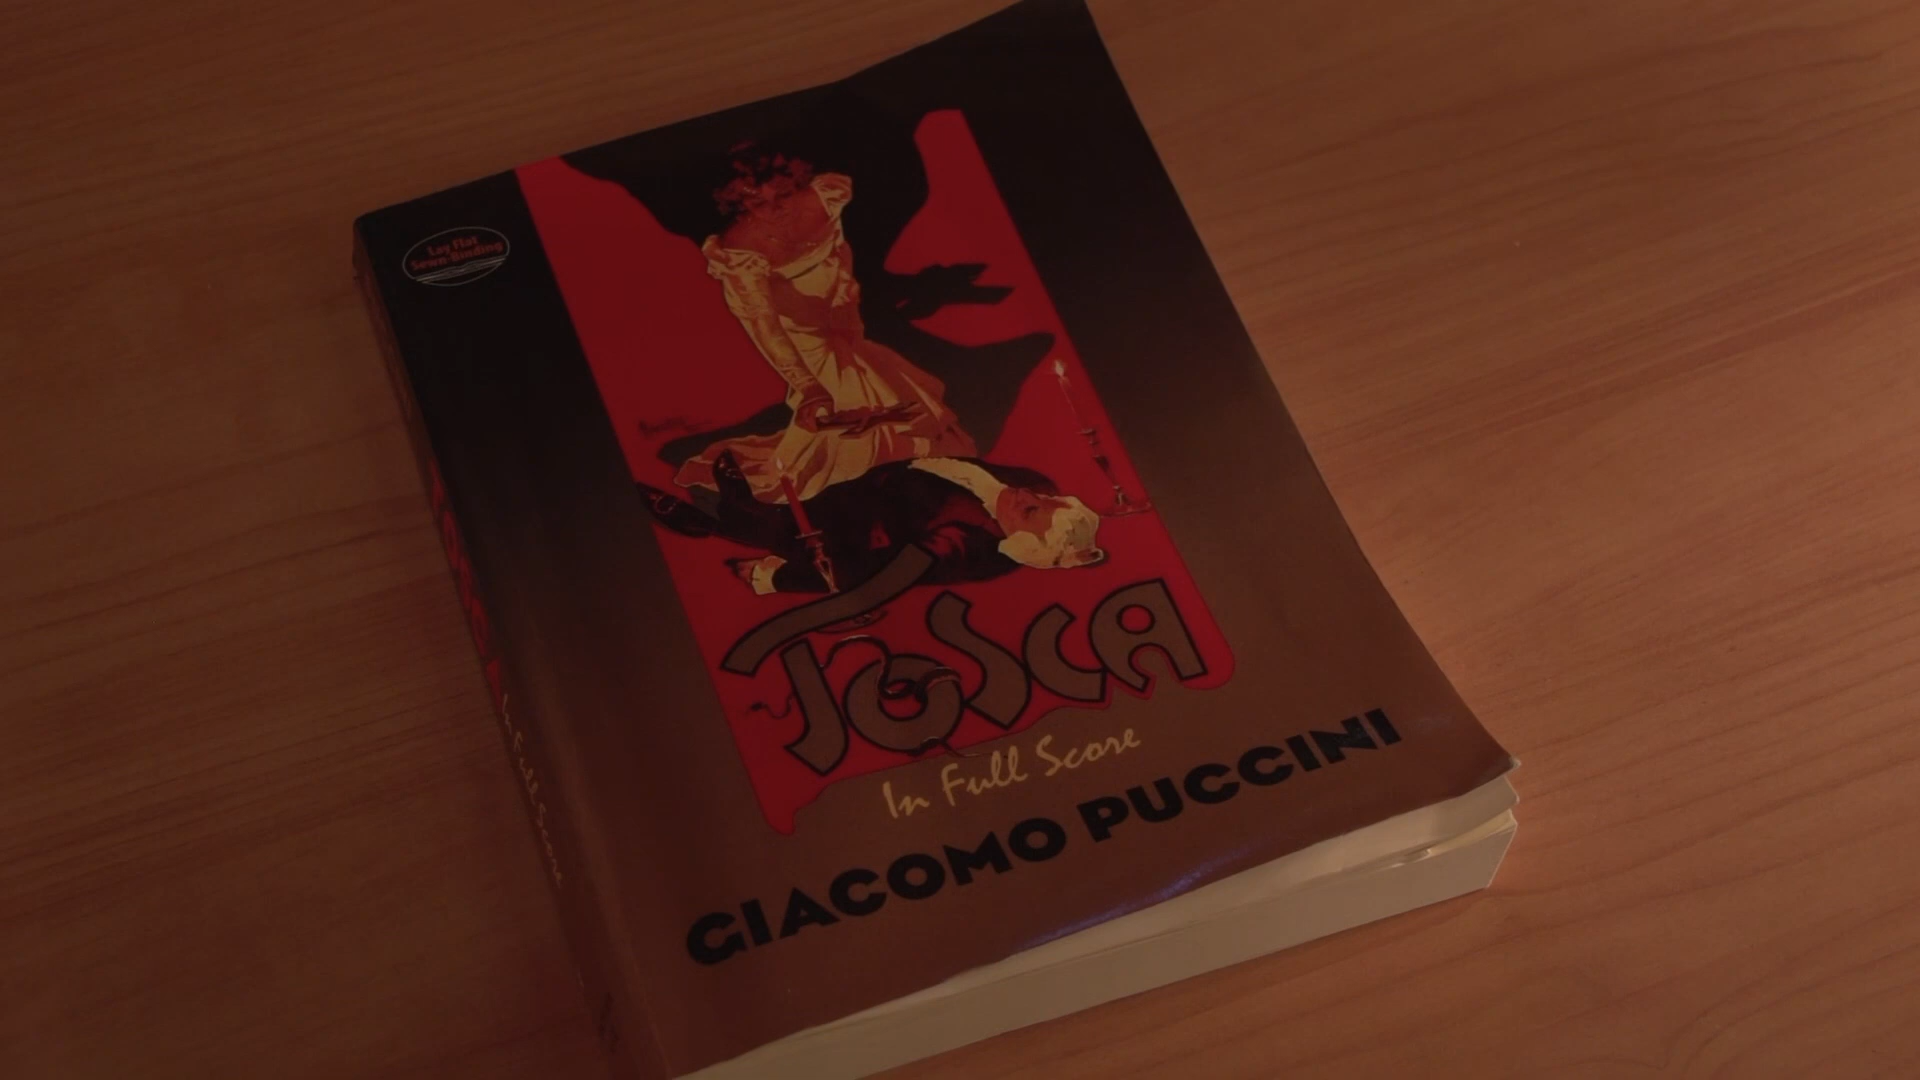 Lay Flat
Sewn Binding
TOSCA
In Full Score
GIACOMO PUCCINI
In Full Score